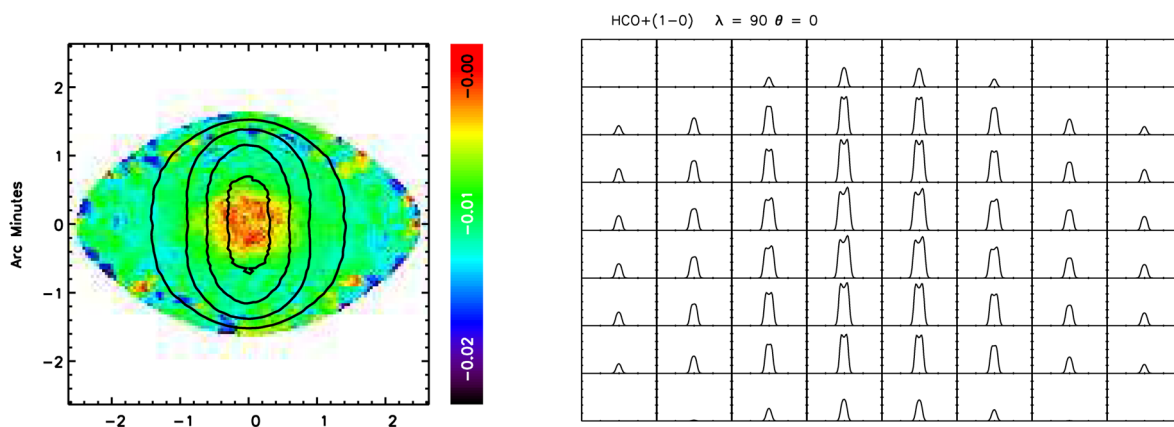 HCO+(1−0) λ = 90 θ = 0
2
1
0
−1
−2
Arc Minutes
−2 −1 0 1 2
−0.00
−0.01
−0.02